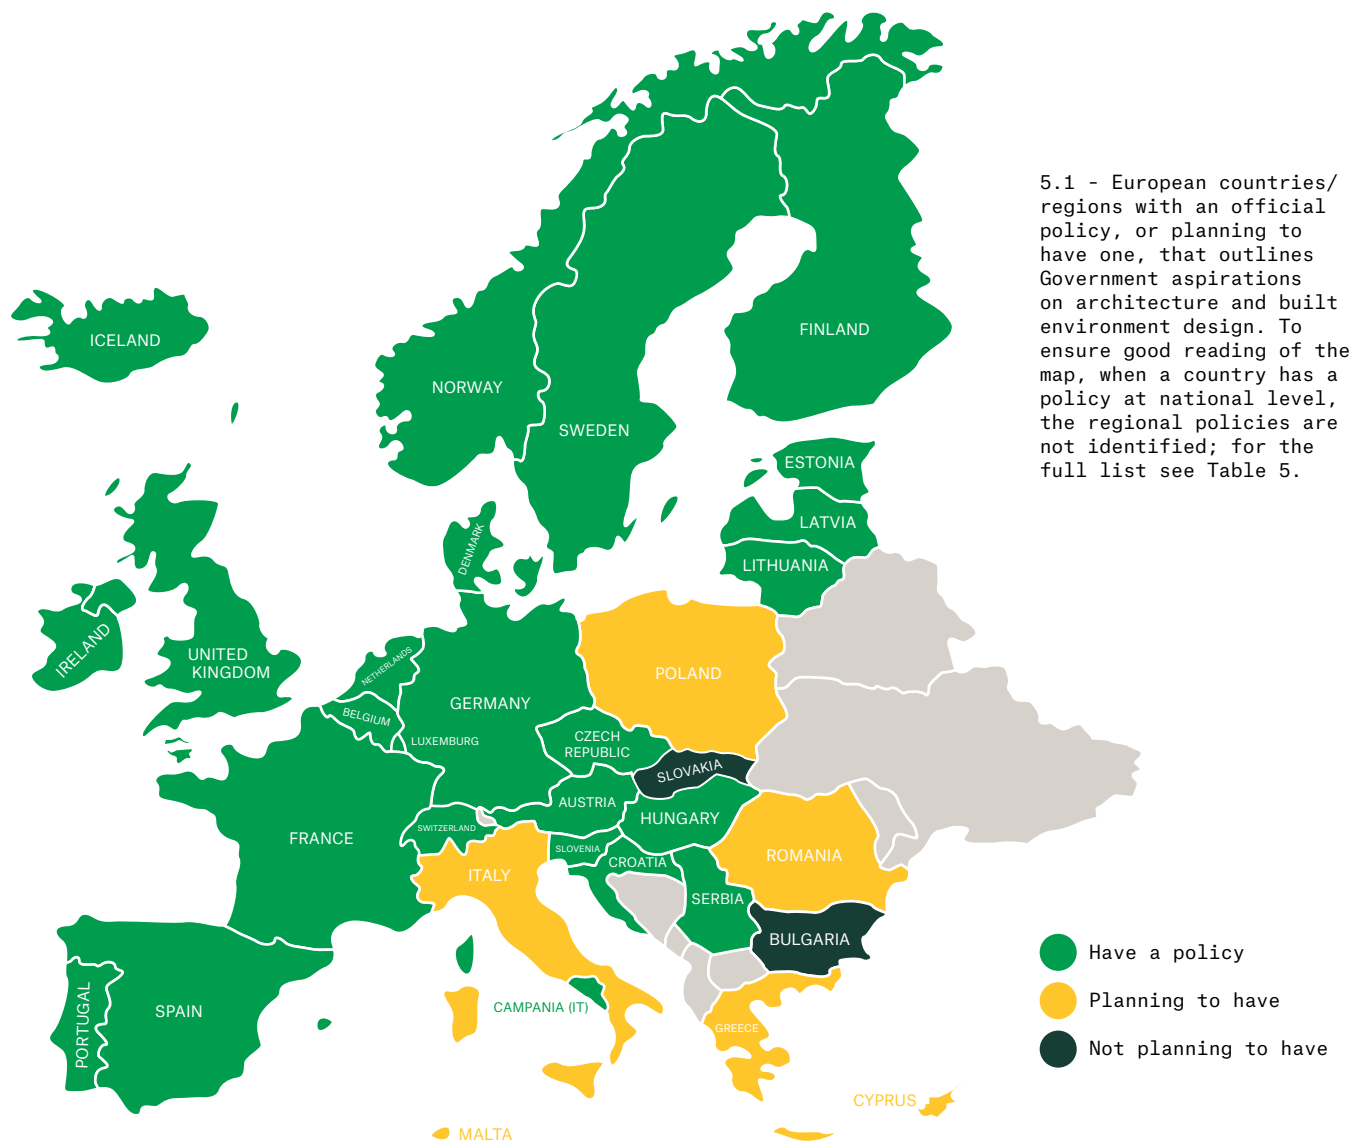 5.1 - European countries/
regions with an official
policy, or planning to
have one, that outlines
Government aspirations
on architecture and built
environment design. To
ensure good reading of the
map, when a country has a
policy at national level,
the regional policies are
not identified; for the
full list see Table 5.
ICELAND
FINLAND
NORWAY
SWEDEN
ESTONIA
LATVIA
DENMARK
LITHUANIA
IRELAND
UNITED
KINGDOM
NETHERLANDS
POLAND
GERMANY
BELGIUM
LUXEMBURG
CZECH
REPUBLIC
SLOVAKIA
AUSTRIA
HUNGARY
SWITZERLAND
FRANCE
SLOVENIA
ROMANIA
CROATIA
ITALY
SERBIA
BULGARIA
PORTUGAL
SPAIN
CAMPANIA (IT)
GREECE
CYPRUS
MALTA
Have a policy
Planning to have
Not planning to have